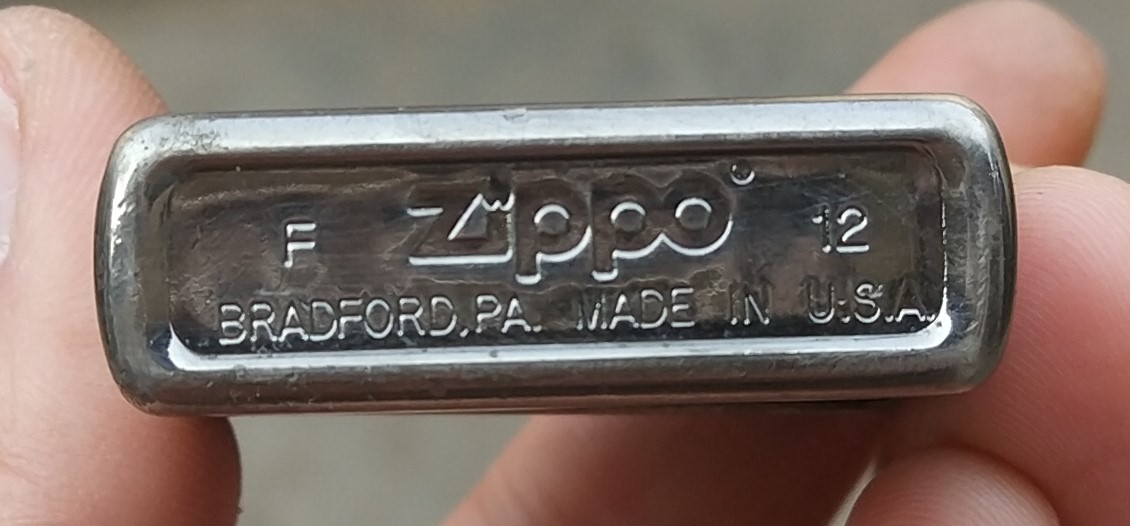 F Zippo® 12
BRADFORD, PA. MADE IN U.S.A.